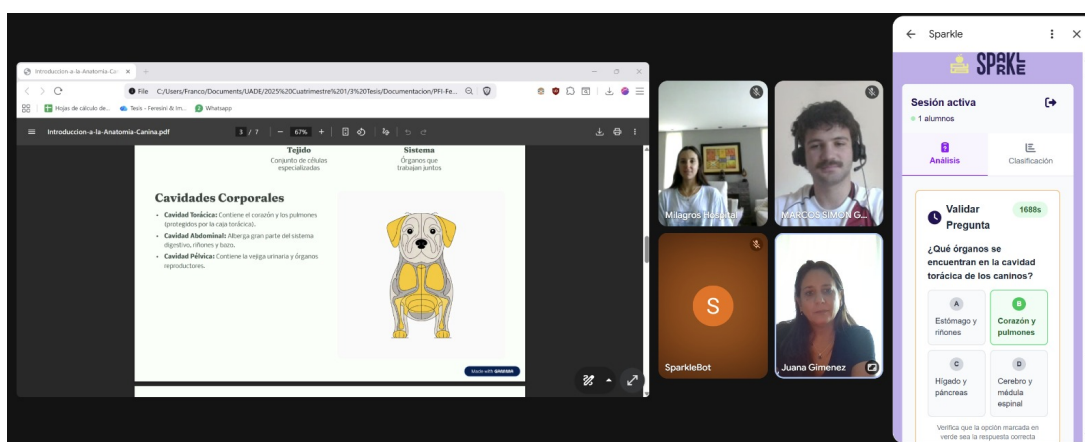 Introduccion-a-la-Anatomia-Ca
File C:/Users/Franco/Documents/UADE/2025%20Cuatrimestre%201/3%20Tesis/Documentacion/PFI-Fe...
Hojas de cálculo de...
Tesis - Feresini & Im...
Whatsapp
Introduccion-a-la-Anatomia-Canina.pdf
3 / 7
67%
Tejido
Conjunto de células
especializadas
Sistema
Órganos que
trabajan juntos
Cavidades Corporales
• Cavidad Torácica: Contiene el corazón y los pulmones
(protegidos por la caja torácica).
• Cavidad Abdominal: Alberga gran parte del sistema
digestivo, riñones y bazo.
• Cavidad Pélvica: Contiene la vejiga urinaria y órganos
reproductores.
Made with GAMMA
Milagros Hospital
MARCOS SIMON G...
S
SparkleBot
Juana Gimenez
Sparkle
SPARKLE
Sesión activa
1 alumnos
Análisis
Clasificación
Validar
Pregunta
1688s
¿Qué órganos se
encuentran en la cavidad
torácica de los caninos?
A
Estómago y
riñones
B
Corazón y
pulmones
C
Hígado y
páncreas
D
Cerebro y
médula
espinal
Verifica que la opción marcada en
verde sea la respuesta correcta